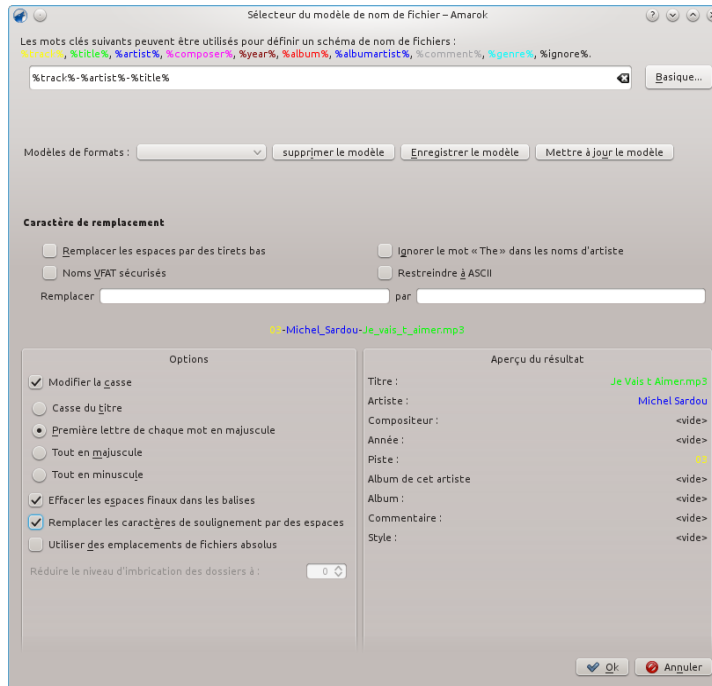 Sélecteur du modèle de nom de fichier – Amarok
Les mots clés suivants peuvent être utilisés pour définir un schéma de nom de fichiers :
%track%, %title%, %artist%, %composer%, %year%, %album%, %albumartist%, %comment%, %genre%, %ignore%.
%track%-%artist%-%title%
Basique...
Modèles de formats :
supprimer le modèle
Enregistrer le modèle
Mettre à jour le modèle
Caractère de remplacement
Remplacer les espaces par des tirets bas
Ignorer le mot « The » dans les noms d'artiste
Noms VFAT sécurisés
Restreindre à ASCII
Remplacer
par
03-Michel_Sardou-Je_vais_t_aimer.mp3
Options
Modifier la casse
Casse du titre
Première lettre de chaque mot en majuscule
Tout en majuscule
Tout en minuscule
Effacer les espaces finaux dans les balises
Remplacer les caractères de soulignement par des espaces
Utiliser des emplacements de fichiers absolus
Réduire le niveau d'imbrication des dossiers à : 0
Aperçu du résultat
Titre : Je Vais t Aimer.mp3
Artiste : Michel Sardou
Compositeur : <vide>
Année : <vide>
Piste : 03
Album de cet artiste <vide>
Album : <vide>
Commentaire : <vide>
Style : <vide>
Ok
Annuler